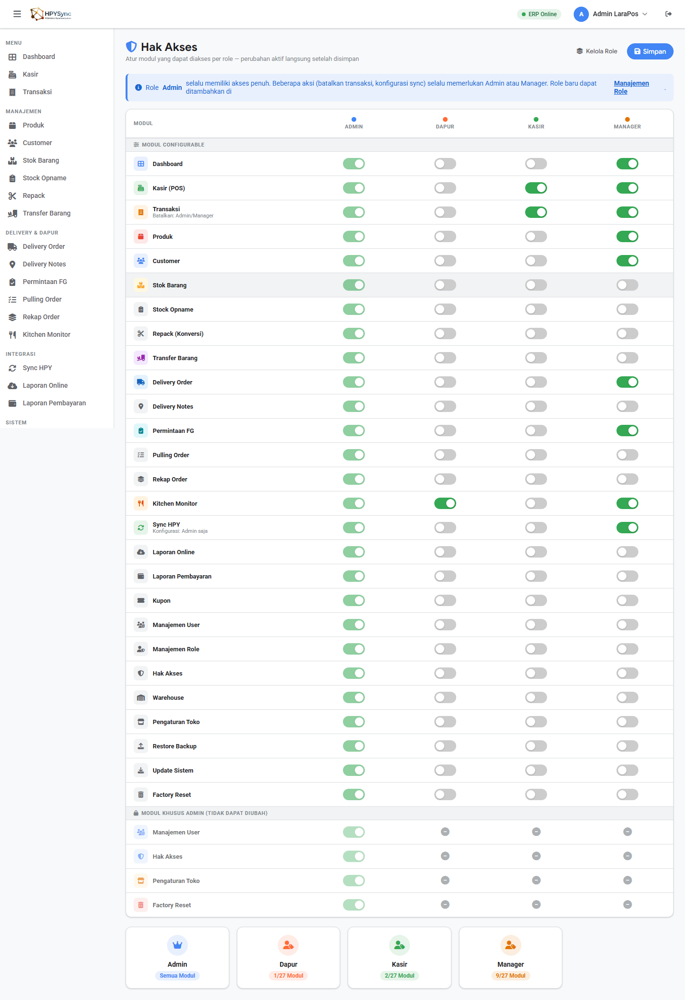 HPYSync
ERP Online
A
Admin LaraPos
MENU
Dashboard
Kasir
Transaksi
MANAJEMEN
Produk
Customer
Stok Barang
Stock Opname
Repack
Transfer Barang
DELIVERY & DAPUR
Delivery Order
Delivery Notes
Permintaan FG
Pulling Order
Rekap Order
Kitchen Monitor
INTEGRASI
Sync HPY
Laporan Online
Laporan Pembayaran
SISTEM
Hak Akses
Atur modul yang dapat diakses per role — perubahan aktif langsung setelah disimpan
Kelola Role
Simpan
Role Admin selalu memiliki akses penuh. Beberapa aksi (batalkan transaksi, konfigurasi sync) selalu memerlukan Admin atau Manager. Role baru dapat
ditambahkan di
Manajemen
Role
.
MODUL
ADMIN
DAPUR
KASIR
MANAGER
MODUL CONFIGURABLE
Dashboard
Kasir (POS)
Transaksi
Batalkan: Admin/Manager
Produk
Customer
Stok Barang
Stock Opname
Repack (Konversi)
Transfer Barang
Delivery Order
Delivery Notes
Permintaan FG
Pulling Order
Rekap Order
Kitchen Monitor
Sync HPY
Konfigurasi: Admin saja
Laporan Online
Laporan Pembayaran
Kupon
Manajemen User
Manajemen Role
Hak Akses
Warehouse
Pengaturan Toko
Restore Backup
Update Sistem
Factory Reset
MODUL KHUSUS ADMIN (TIDAK DAPAT DIUBAH)
Manajemen User
Hak Akses
Pengaturan Toko
Factory Reset
Admin
Semua Modul
Dapur
1/27 Modul
Kasir
2/27 Modul
Manager
9/27 Modul